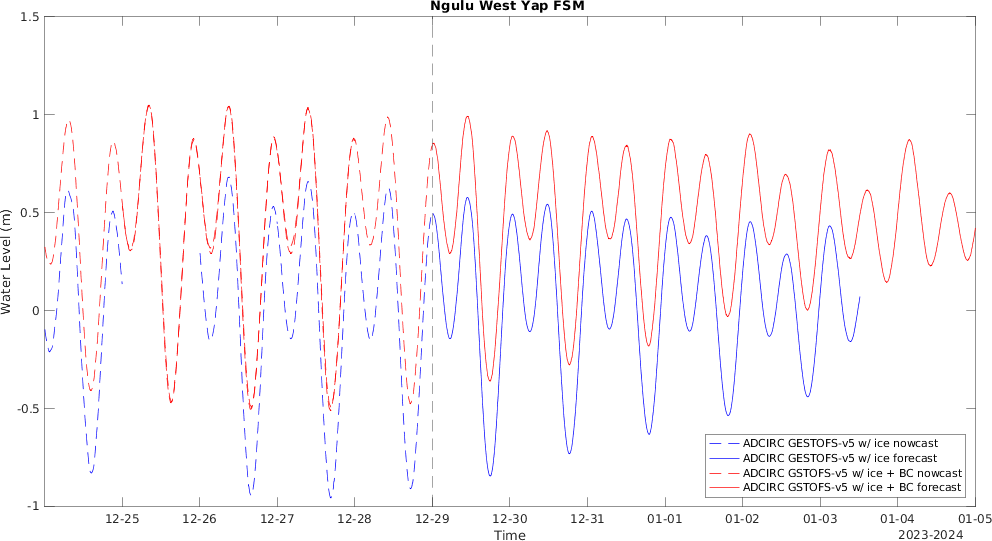 Ngulu West Yap FSM
Water Level (m)
1.5
1
0.5
0
-0.5
-1
ADCIRC GESTOFS-v5 w/ ice nowcast
ADCIRC GESTOFS-v5 w/ ice forecast
ADCIRC GSTOFS-v5 w/ ice + BC nowcast
ADCIRC GSTOFS-v5 w/ ice + BC forecast
12-25 12-26 12-27 12-28 12-29 12-30 12-31 01-01 01-02 01-03 01-04 01-05
Time
2023-2024